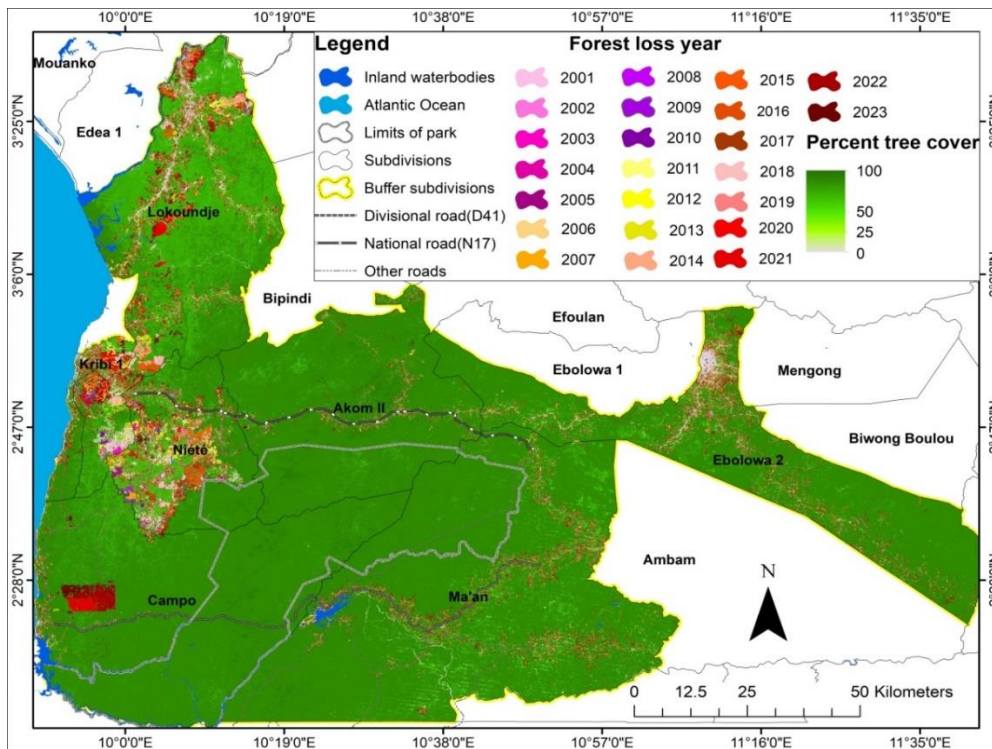 10°0'0"E 10°19'0"E 10°38'0"E 10°57'0"E 11°16'0"E 11°35'0"E
Legend
Inland waterbodies
Atlantic Ocean
Limits of park
Subdivisions
Buffer subdivisions
Divisional road(D41)
National road(N17)
Other roads
Forest loss year
2001
2002
2003
2004
2005
2006
2007
2008
2009
2010
2011
2012
2013
2014
2015
2016
2017
2018
2019
2020
2021
2022
2023
Percent tree cover
100
50
25
0
Mouanko
Edea 1
Lokoundje
Bipindi
Efoulan
Kribi 1
Ebolowa 1
Mengong
Akom II
Niete
Biwong Boulou
Ebolowa 2
Ambam
Campo
Ma'an
N
0 12.5 25 50 Kilometers
3°25'0"N
3°6'0"N
2°47'0"N
2°28'0"N
10°0'0"E 10°19'0"E 10°38'0"E 10°57'0"E 11°16'0"E 11°35'0"E